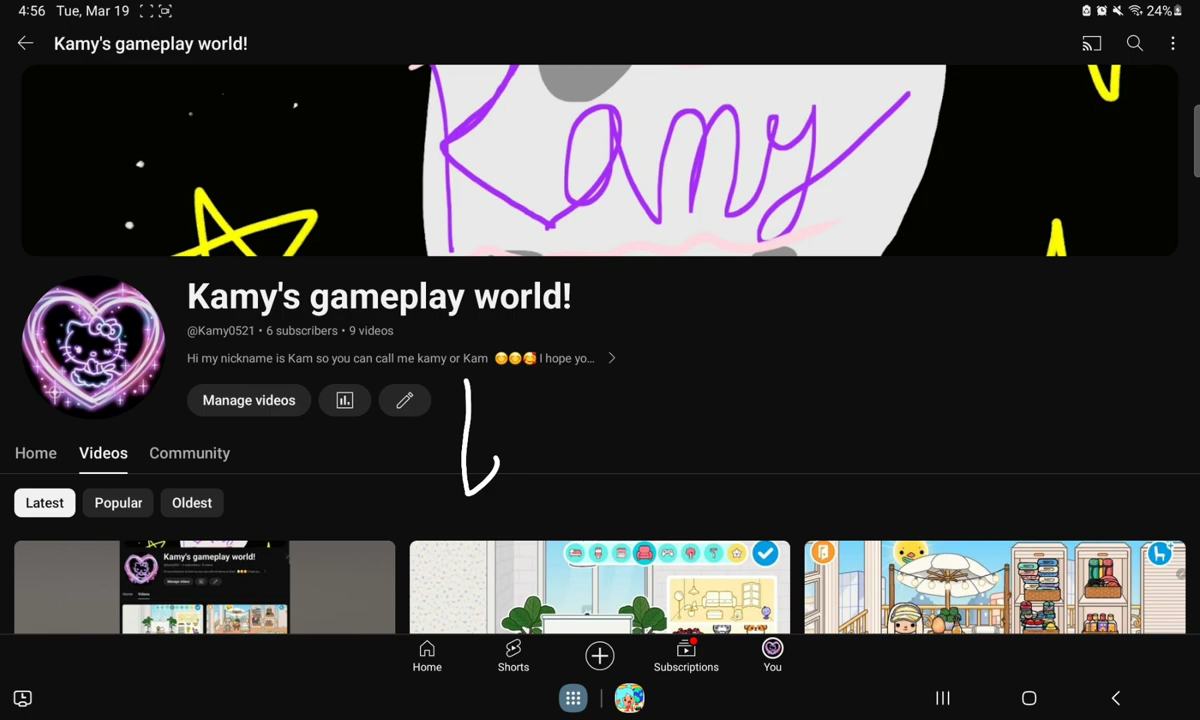 4:56 Tue, Mar 19 24%
Kamy's gameplay world!
Kamy
Kamy's gameplay world!
@Kamy0521 • 6 subscribers • 9 videos
Hi my nickname is Kam so you can call me kamy or Kam 😊😊🥰 I hope yo...
Manage videos
Home Videos Community
Latest Popular Oldest
Kamy's gameplay world!
Manage videos
Home Shorts Subscriptions You